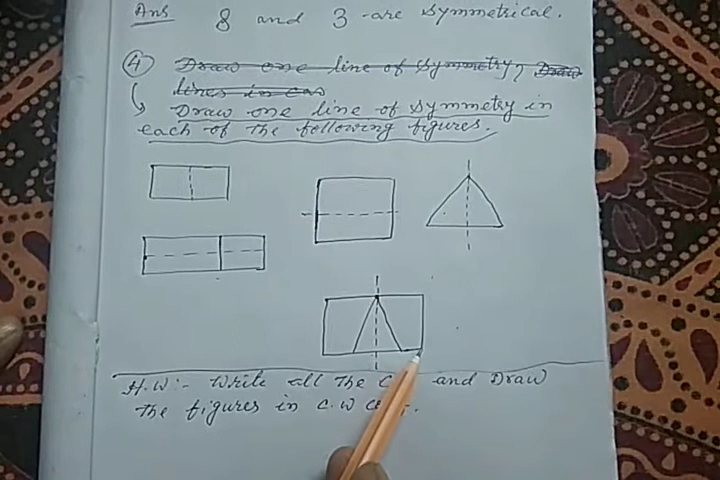 Ans 8 and 3 are symmetrical.
④ Draw one line of symmetry, Draw
lines in
Draw one line of symmetry in
each of the following figures.
H.W:- Write all the and Draw
the figures in C.W